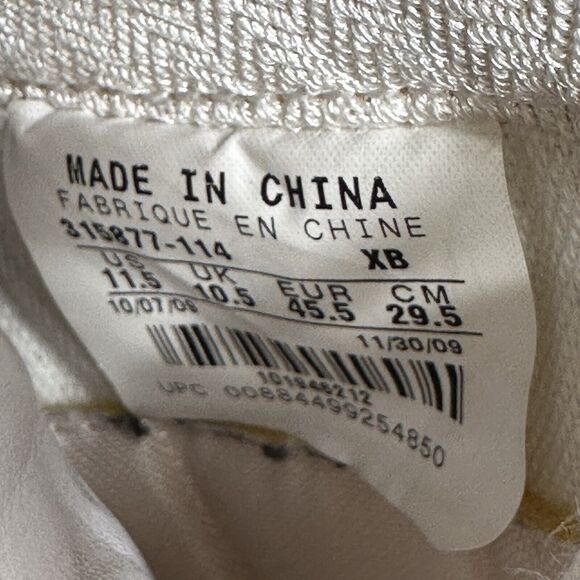 MADE IN CHINA
FABRIQUE EN CHINE
315877-114 XB
US UK EUR CM
11.5 10.5 45.5 29.5
10/07/09 11/30/09
101946212
UPC 00884499254850